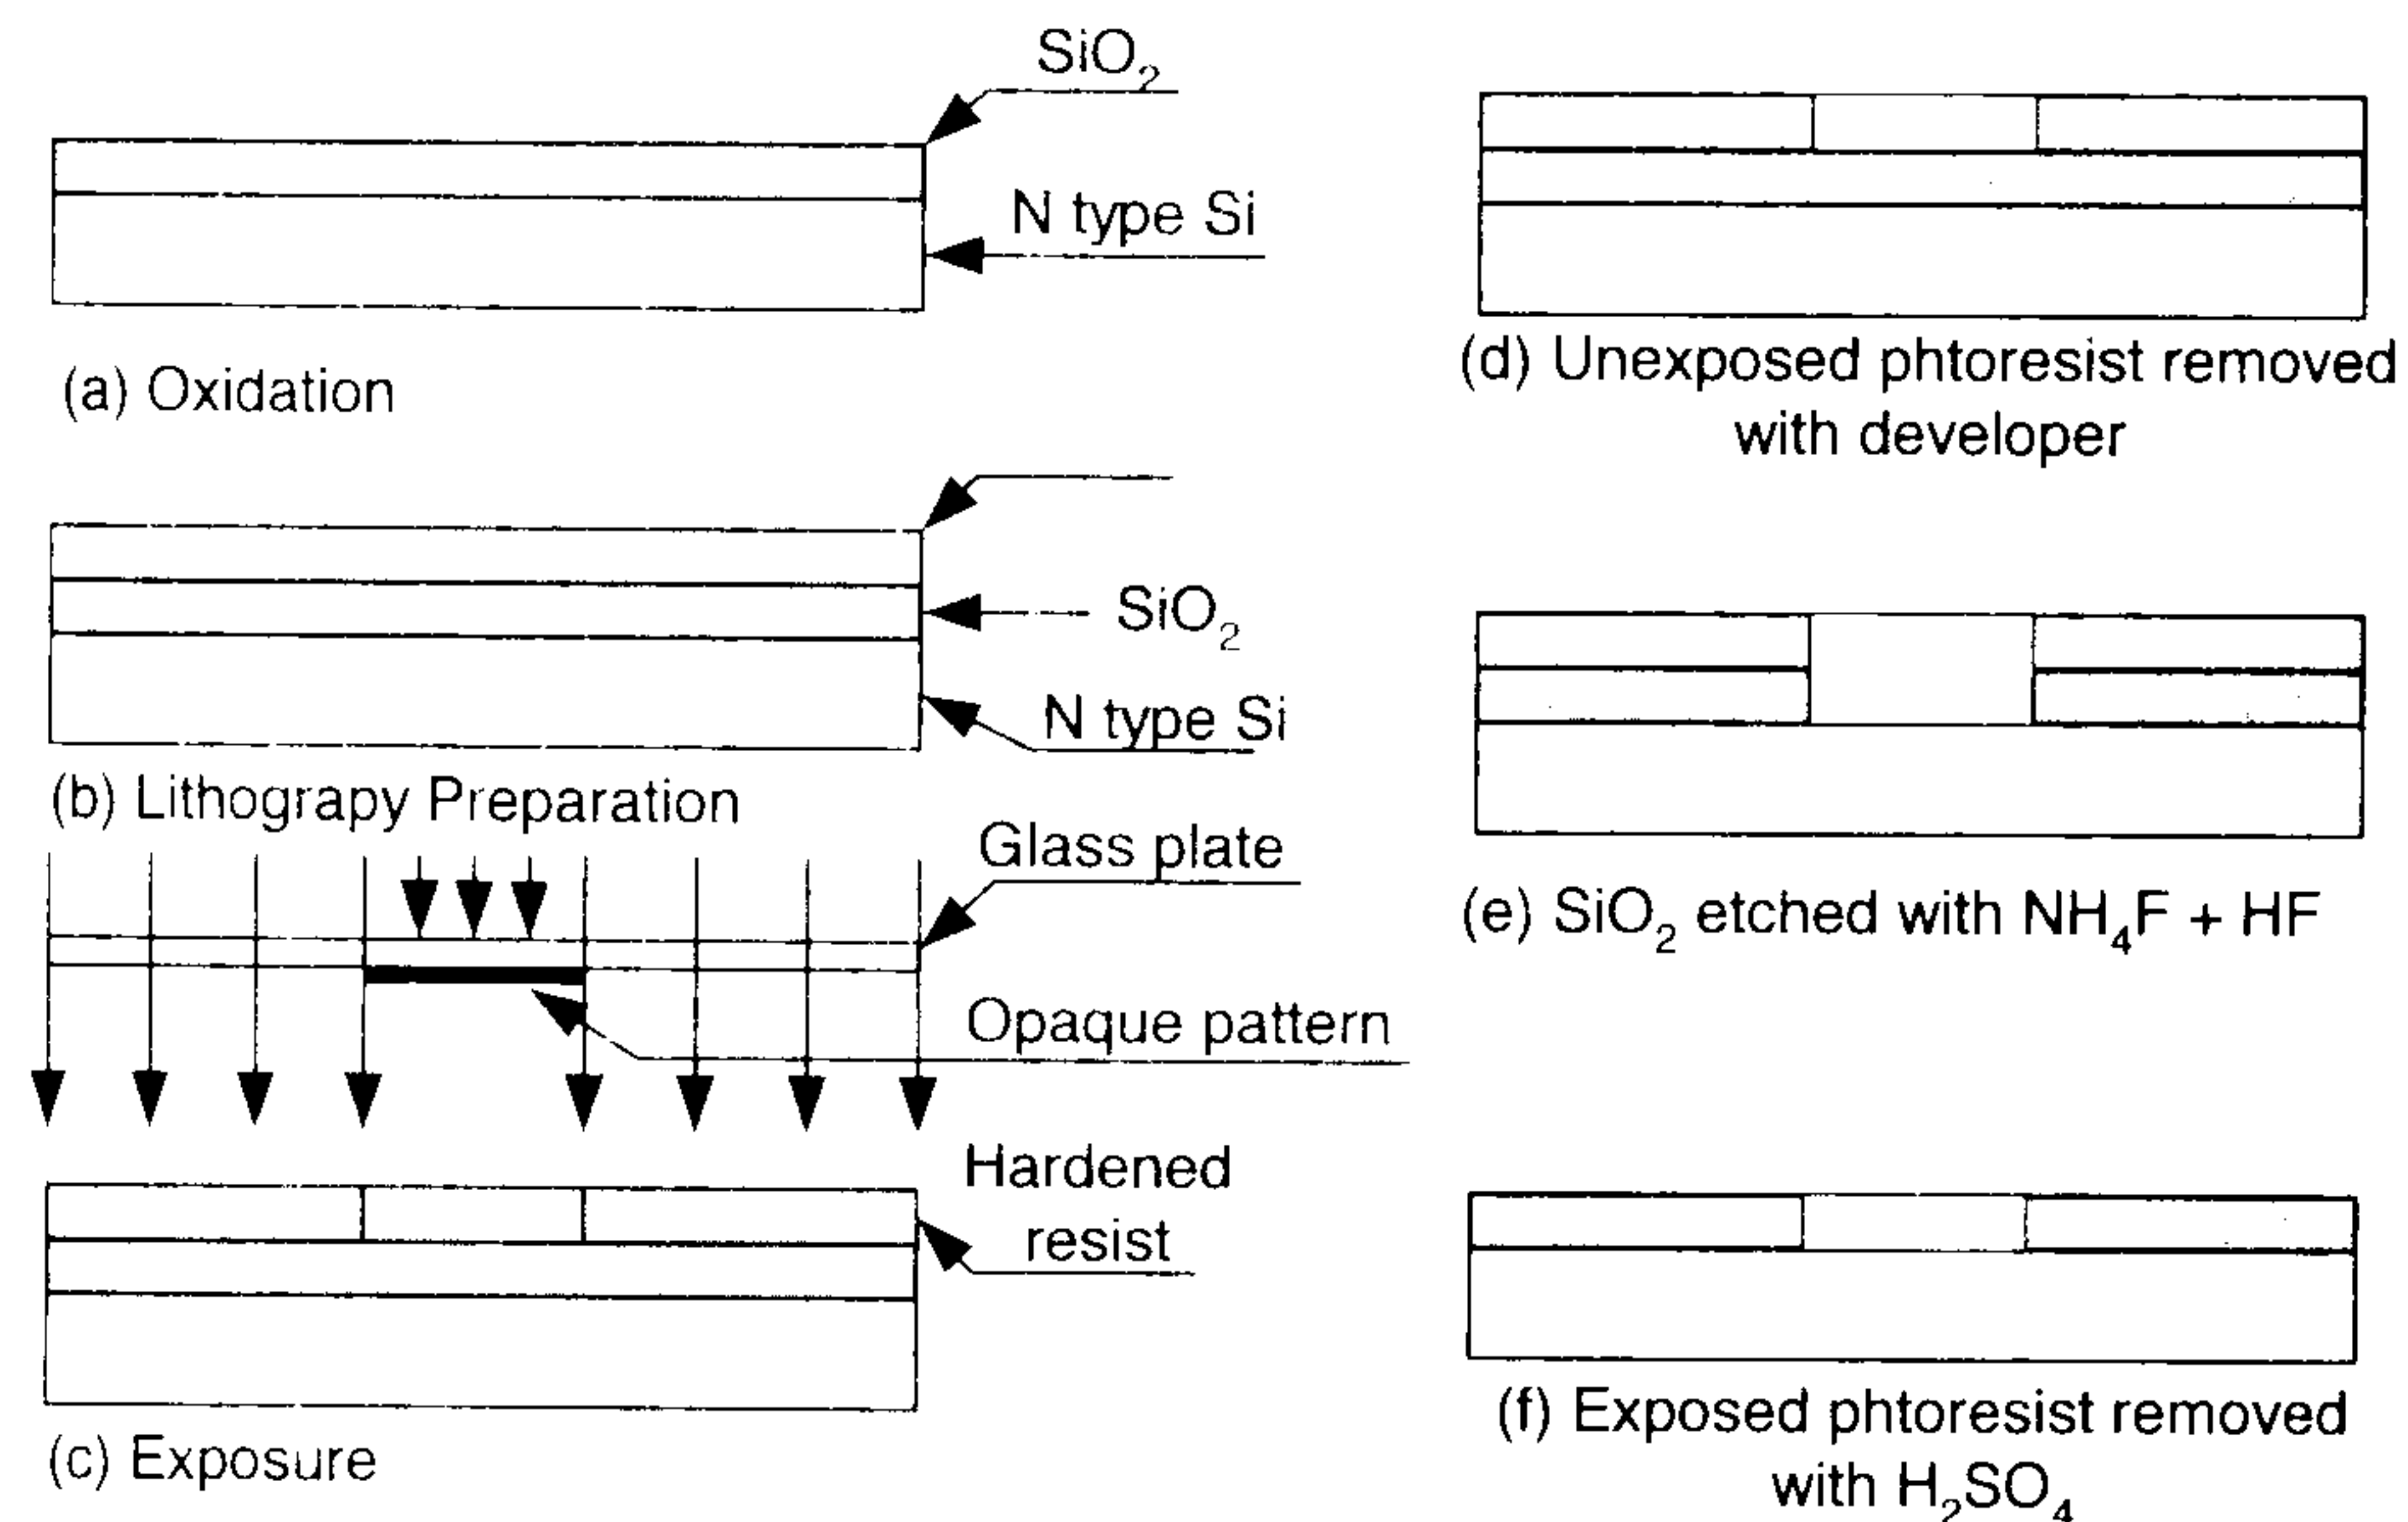 SiO₂
N type Si
(a) Oxidation
SiO₂
N type Si
(b) Lithograpy Preparation
Glass plate
Opaque pattern
Hardened
resist
(c) Exposure
(d) Unexposed phtoresist removed
with developer
(e) SiO₂ etched with NH₄F + HF
(f) Exposed phtoresist removed
with H₂SO₄